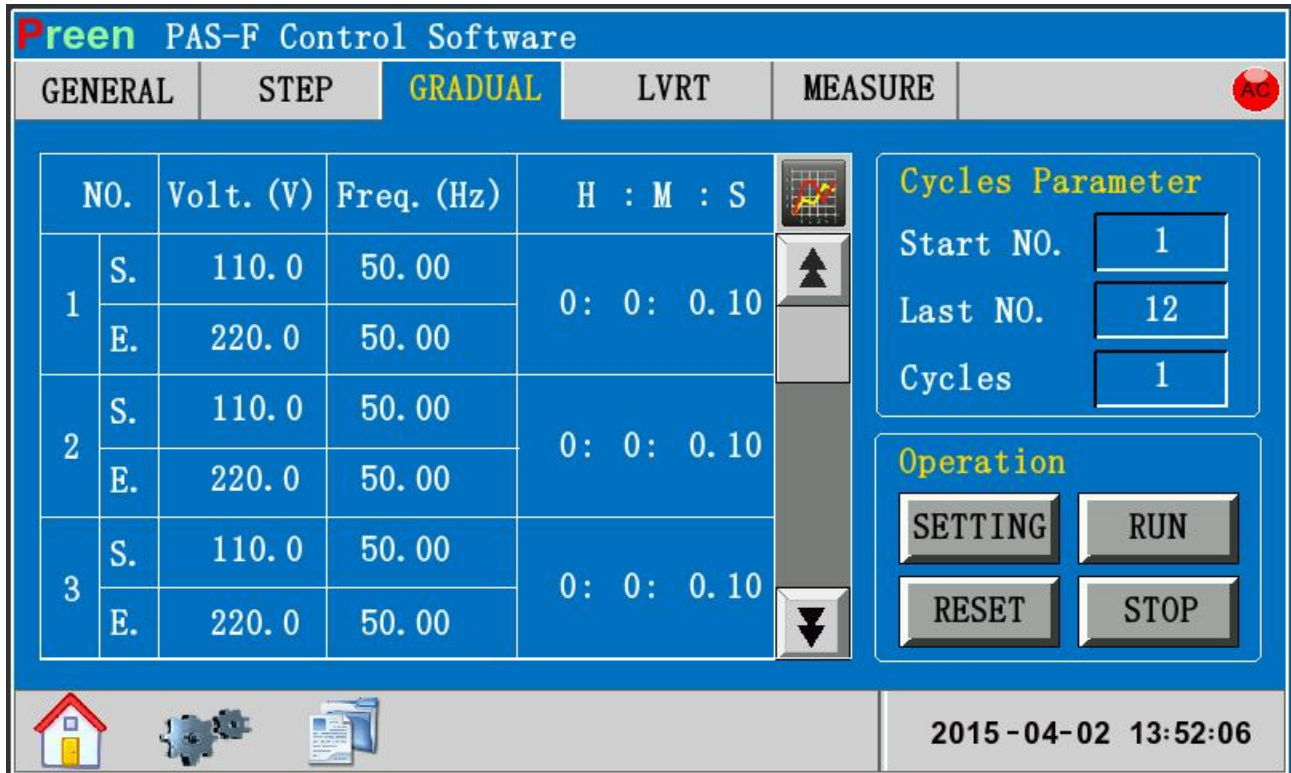 Preen PAS-F Control Software
GENERAL STEP GRADUAL LVRT MEASURE AC
NO. Volt. (V) Freq. (Hz) H : M : S
1 S. 110.0 50.00 0: 0: 0.10
E. 220.0 50.00
2 S. 110.0 50.00 0: 0: 0.10
E. 220.0 50.00
3 S. 110.0 50.00 0: 0: 0.10
E. 220.0 50.00
Cycles Parameter
Start NO. 1
Last NO. 12
Cycles 1
Operation
SETTING RUN
RESET STOP
2015-04-02 13:52:06